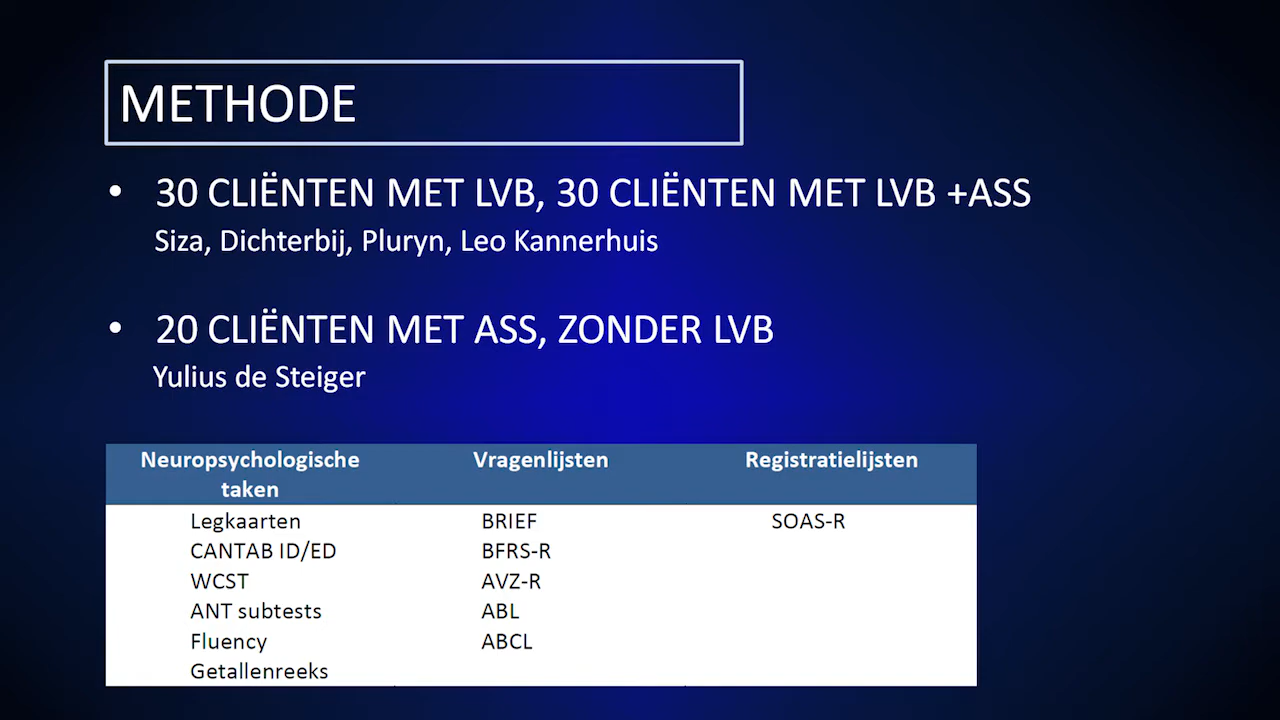 METHODE
• 30 CLIËNTEN MET LVB, 30 CLIËNTEN MET LVB +ASS
Siza, Dichterbij, Pluryn, Leo Kannerhuis
• 20 CLIËNTEN MET ASS, ZONDER LVB
Yulius de Steiger
Neuropsychologische taken Vragenlijsten Registratielijsten
Legkaarten BRIEF SOAS-R
CANTAB ID/ED BFRS-R
WCST AVZ-R
ANT subtests ABL
Fluency ABCL
Getallenreeks